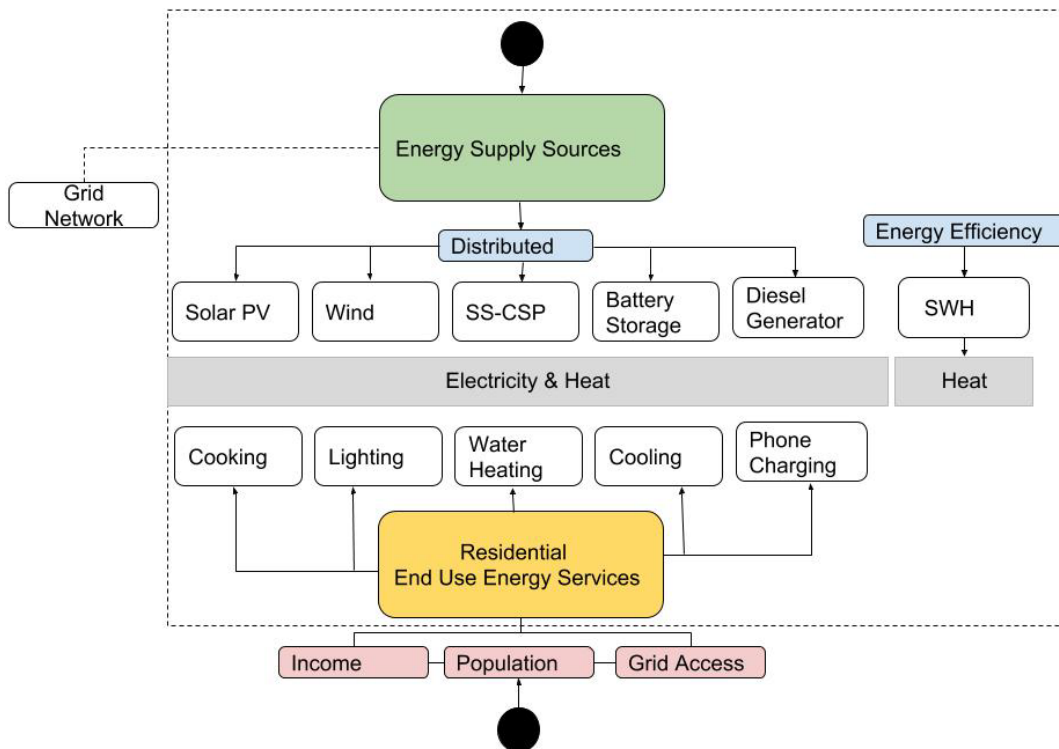 Energy Supply Sources
Grid
Network
Distributed
Energy Efficiency
Solar PV
Wind
SS-CSP
Battery
Storage
Diesel
Generator
SWH
Electricity & Heat
Heat
Cooking
Lighting
Water
Heating
Cooling
Phone
Charging
Residential
End Use Energy Services
Income
Population
Grid Access